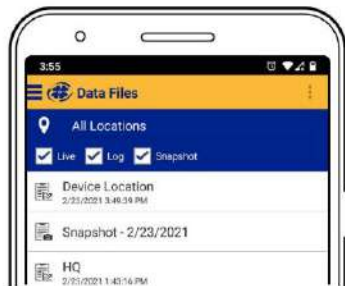 3:55
Data Files
All Locations
Live Log Snapshot
Device Location
2/23/2021 3:49:39 PM
Snapshot - 2/23/2021
HQ
2/23/2021 1:43:16 PM